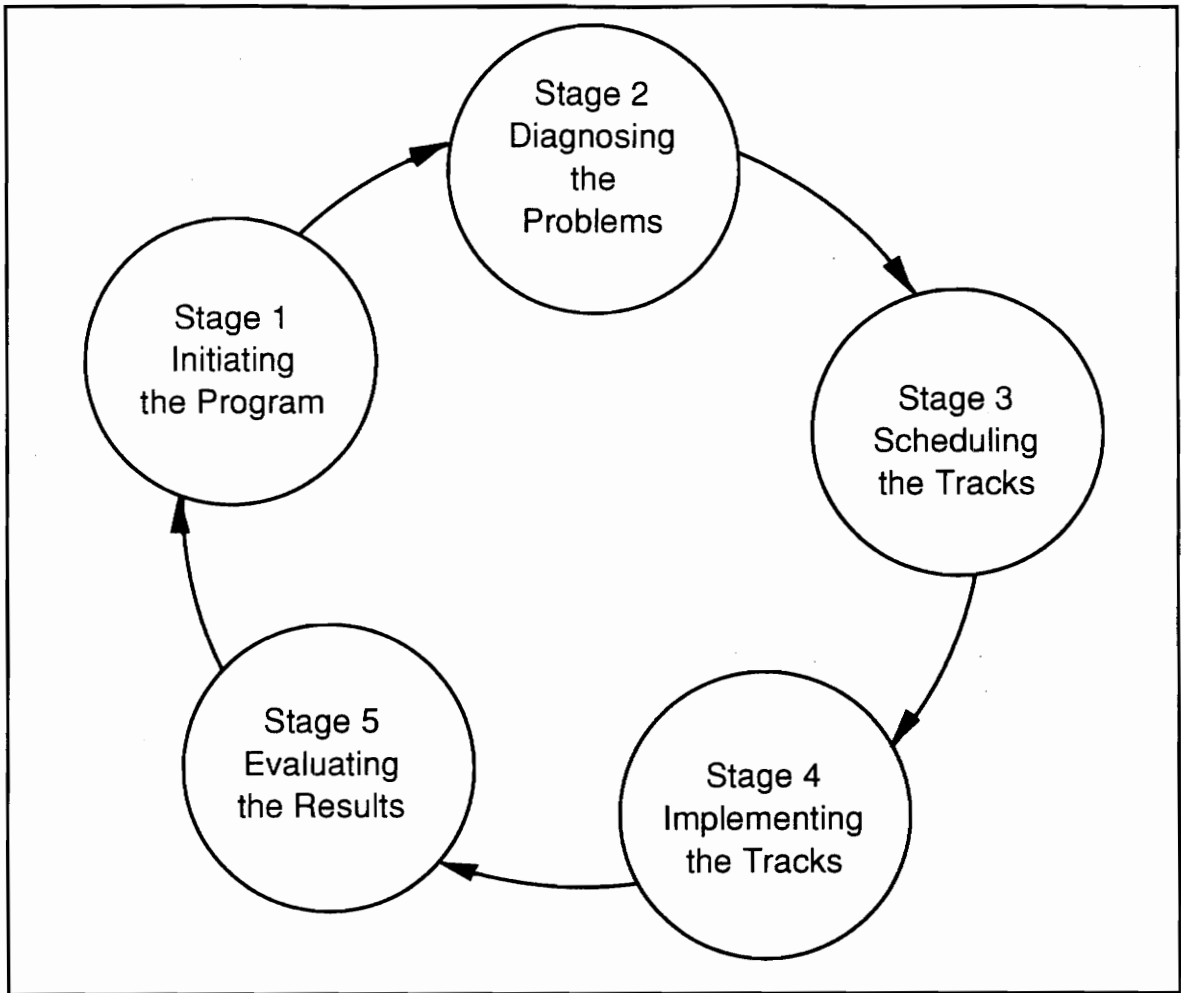 Stage 1
Initiating
the Program
Stage 2
Diagnosing
the
Problems
Stage 3
Scheduling
the Tracks
Stage 4
Implementing
the Tracks
Stage 5
Evaluating
the Results